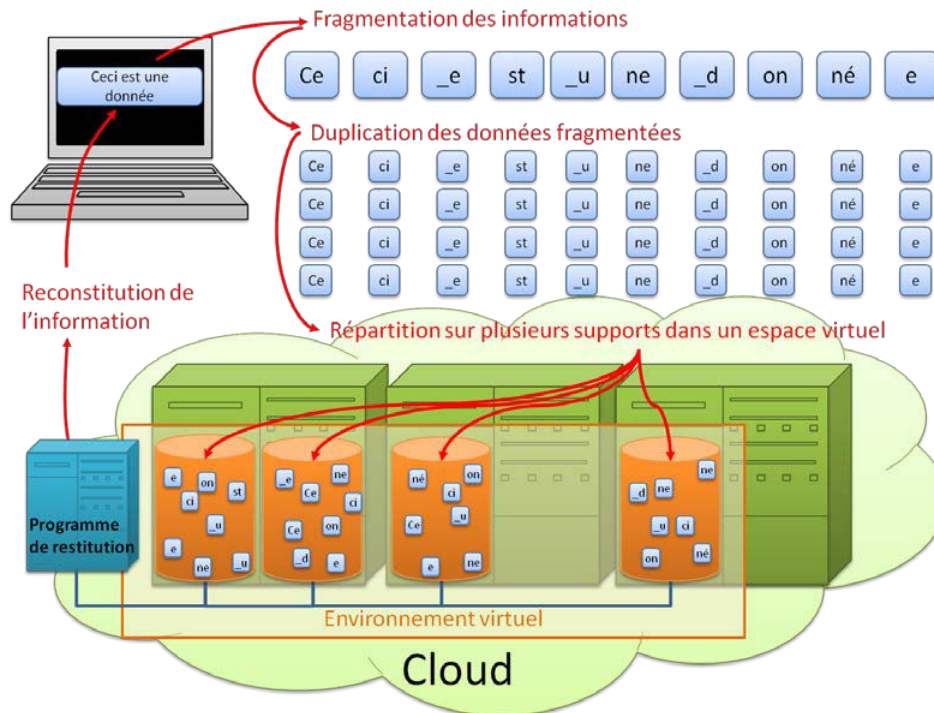 Fragmentation des informations
Ceci est une
donnée
Ce ci _e st _u ne _d on né e
Duplication des données fragmentées
Ce ci _e st _u ne _d on né e
Ce ci _e st _u ne _d on né e
Ce ci _e st _u ne _d on né e
Ce ci _e st _u ne _d on né e
Reconstitution de
l'information
Répartition sur plusieurs supports dans un espace virtuel
Programme
de restitution
e on st
ci
_u
e ne _u
_e ne
Ce ci
Ce on
_d e
né on
ci
Ce _u
e ne
ne
_d ne
_u ci
on né
Environnement virtuel
Cloud